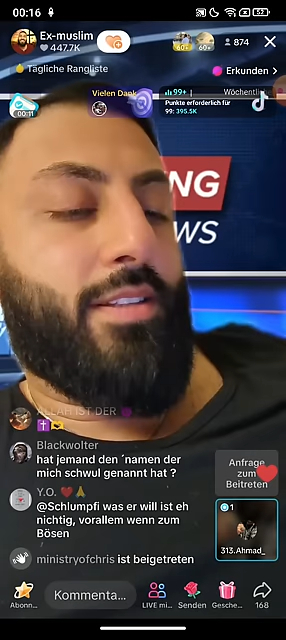 00:16
52
Ex-muslim
447.7K
60+
60+
874
Tägliche Rangliste
Erkunden >
00:11
Vielen Dank
99+
Wöchentli
Punkte erforderlich für
99: 395.5K
NG
WS
ALLAH IST DER
Blackwolter
hat jemand den ´namen der
mich schwul genannt hat ?
Y.O.
@Schlumpfi was er will ist eh
nichtig, vorallem wenn zum
Bösen
ministryofchris ist beigetreten
Anfrage
zum
Beitreten
1
313.Ahmad_
Kommenta...
Abonn...
LIVE mi...
Senden
Gesche...
168